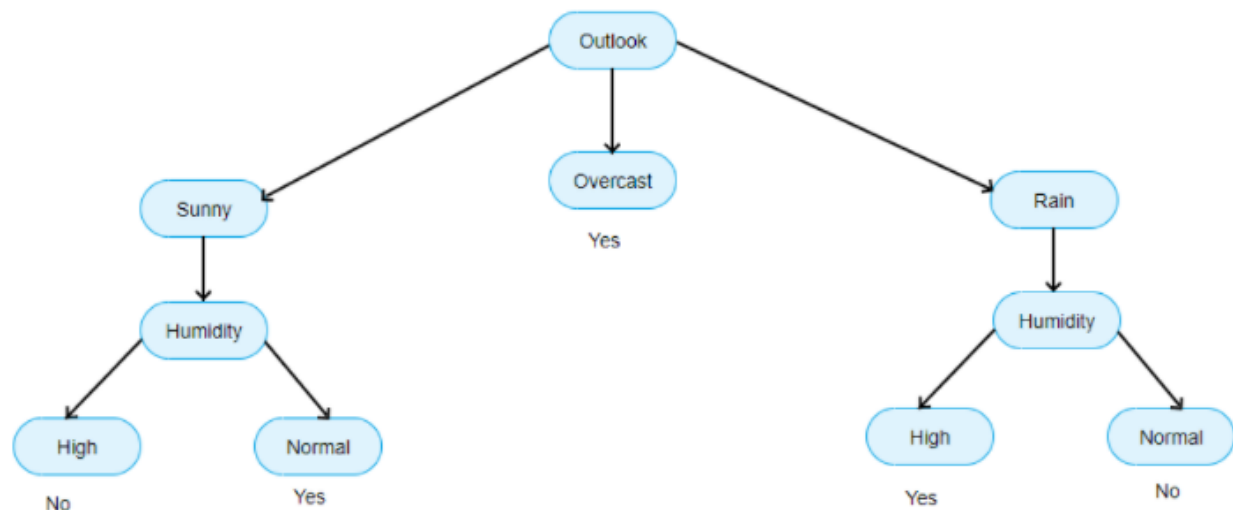 Outlook
Overcast
Sunny
Rain
Yes
Humidity
Humidity
High
Normal
High
Normal
No
Yes
Yes
No